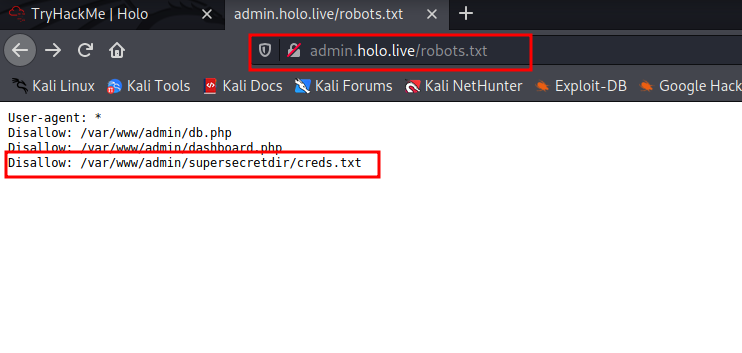 TryHackMe | Holo
admin.holo.live/robots.txt
admin.holo.live/robots.txt
Kali Linux Kali Tools Kali Docs Kali Forums Kali NetHunter Exploit-DB Google Hack
User-agent: *
Disallow: /var/www/admin/db.php
Disallow: /var/www/admin/dashboard.php
Disallow: /var/www/admin/supersecretdir/creds.txt